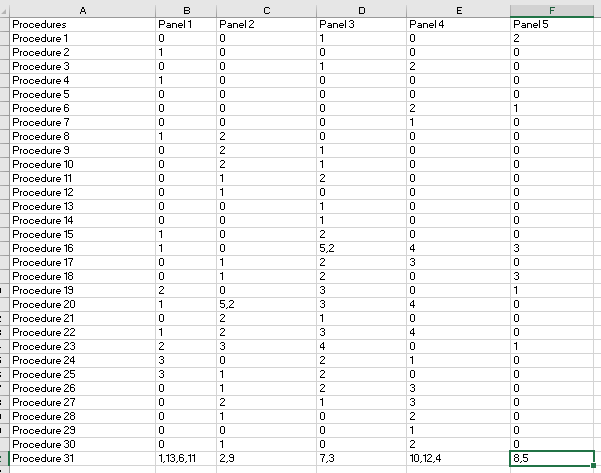 A B C D E F
Procedures Panel 1 Panel 2 Panel 3 Panel 4 Panel 5
Procedure 1 0 0 1 0 2
Procedure 2 1 0 0 0 0
Procedure 3 0 0 1 2 0
Procedure 4 1 0 0 0 0
Procedure 5 0 0 0 0 0
Procedure 6 0 0 0 2 1
Procedure 7 0 0 0 1 0
Procedure 8 1 2 0 0 0
Procedure 9 0 2 1 0 0
Procedure 10 0 2 1 0 0
Procedure 11 0 1 2 0 0
Procedure 12 0 1 0 0 0
Procedure 13 0 0 1 0 0
Procedure 14 0 0 1 0 0
Procedure 15 1 0 2 0 0
Procedure 16 1 0 5,2 4 3
Procedure 17 0 1 2 3 0
Procedure 18 0 1 2 0 3
Procedure 19 2 0 3 0 1
Procedure 20 1 5,2 3 4 0
Procedure 21 0 2 1 0 0
Procedure 22 1 2 3 4 0
Procedure 23 2 3 4 0 1
Procedure 24 3 0 2 1 0
Procedure 25 3 1 2 0 0
Procedure 26 0 1 2 3 0
Procedure 27 0 2 1 3 0
Procedure 28 0 1 0 2 0
Procedure 29 0 0 0 1 0
Procedure 30 0 1 0 2 0
Procedure 31 1,13,6,11 2,9 7,3 10,12,4 8,5